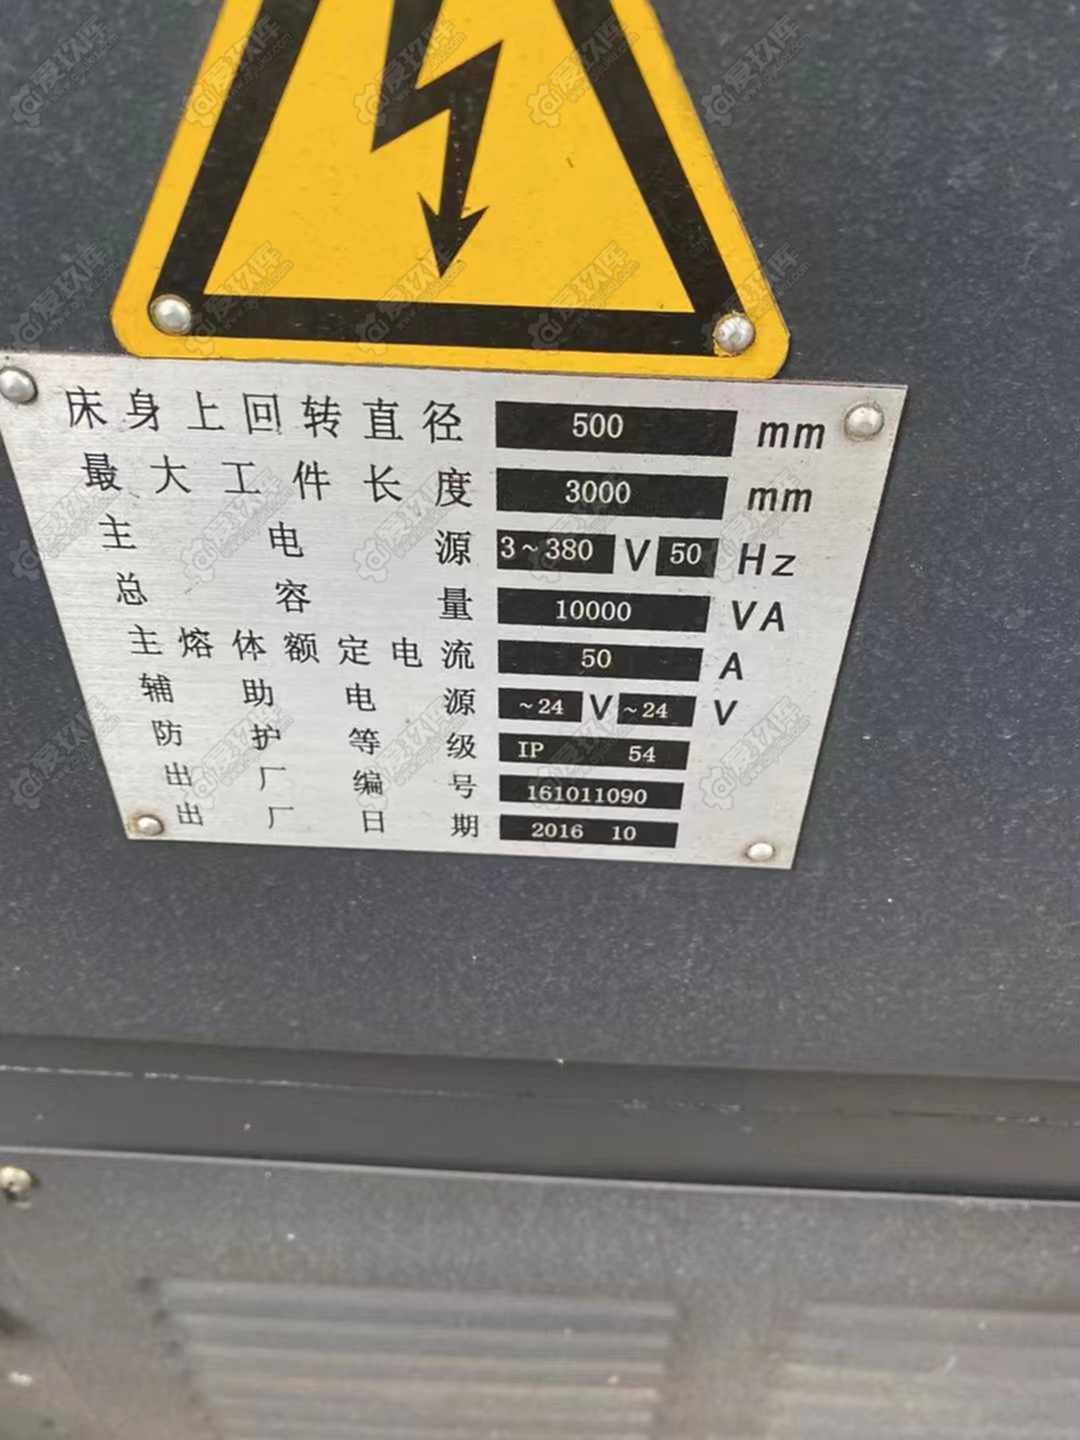 床身上回转直径 500 mm
最大工件长度 3000 mm
主电源 3~380 V 50 Hz
总容量 10000 VA
主熔体额定电流 50 A
辅助电源 ~24 V ~24 V
防护等级 IP 54
出厂编号 161011090
出厂日期 2016 10
爱玖库